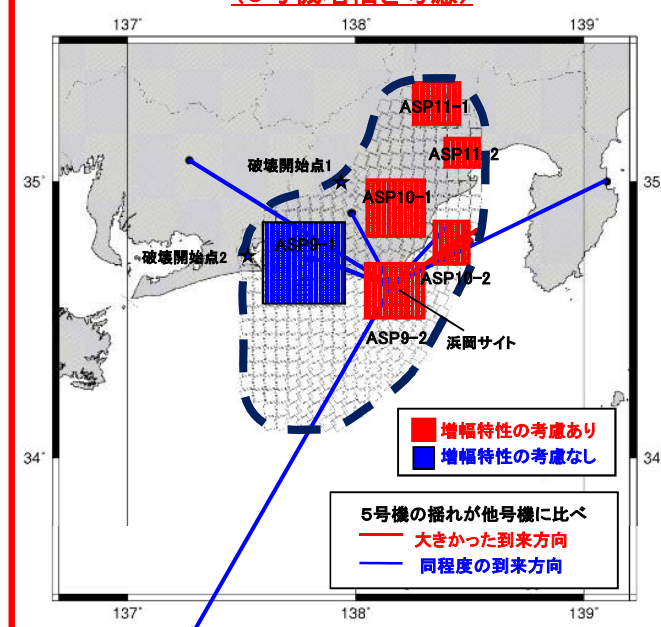 137°
138°
139°
ASP11-1
ASP11-2
破壊開始点1
35°
35°
ASP10-1
ASP9-1
破壊開始点2
ASP10-2
ASP9-2
浜岡サイト
増幅特性の考慮あり
増幅特性の考慮なし
34°
34°
5号機の揺れが他号機に比べ
大きかった到来方向
同程度の到来方向
137°
138°
139°